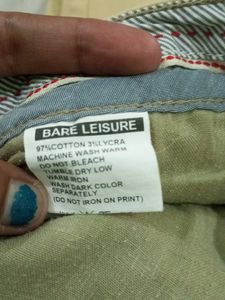 BARE LEISURE
97%COTTON 3%LYCRA
MACHINE WASH WARM
DO NOT BLEACH
TUMBLE DRY LOW
WARM IRON
WASH DARK COLOR
SEPARATELY
(DO NOT IRON ON PRINT)